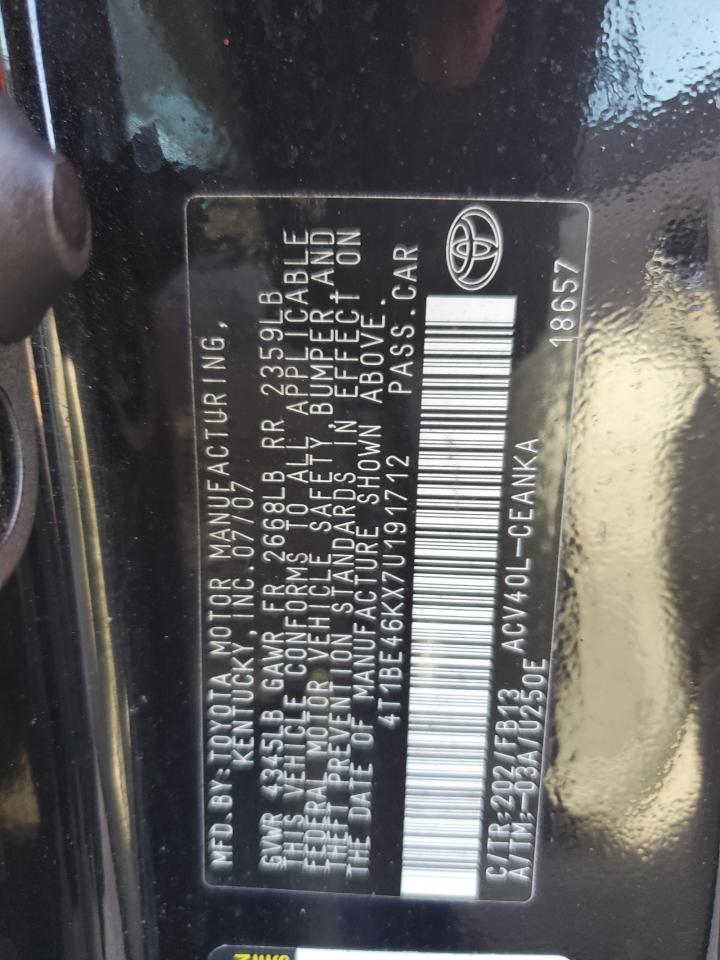 MFD.BY:TOYOTA MOTOR MANUFACTURING,
KENTUCKY, INC.07/07
GVWR 4345LB GAWR FR 2668LB RR 2359LB
THIS VEHICLE CONFORMS TO ALL APPLICABLE
FEDERAL MOTOR VEHICLE SAFETY, BUMPER AND
THEFT PREVENTION STANDARDS IN EFFECT ON
THE DATE OF MANUFACTURE SHOWN ABOVE.
4T1BE46KX7U191712 PASS.CAR
C/TR:202/FB13 ACV40L-CEANKA
A/TM:-03A/U250E 18657